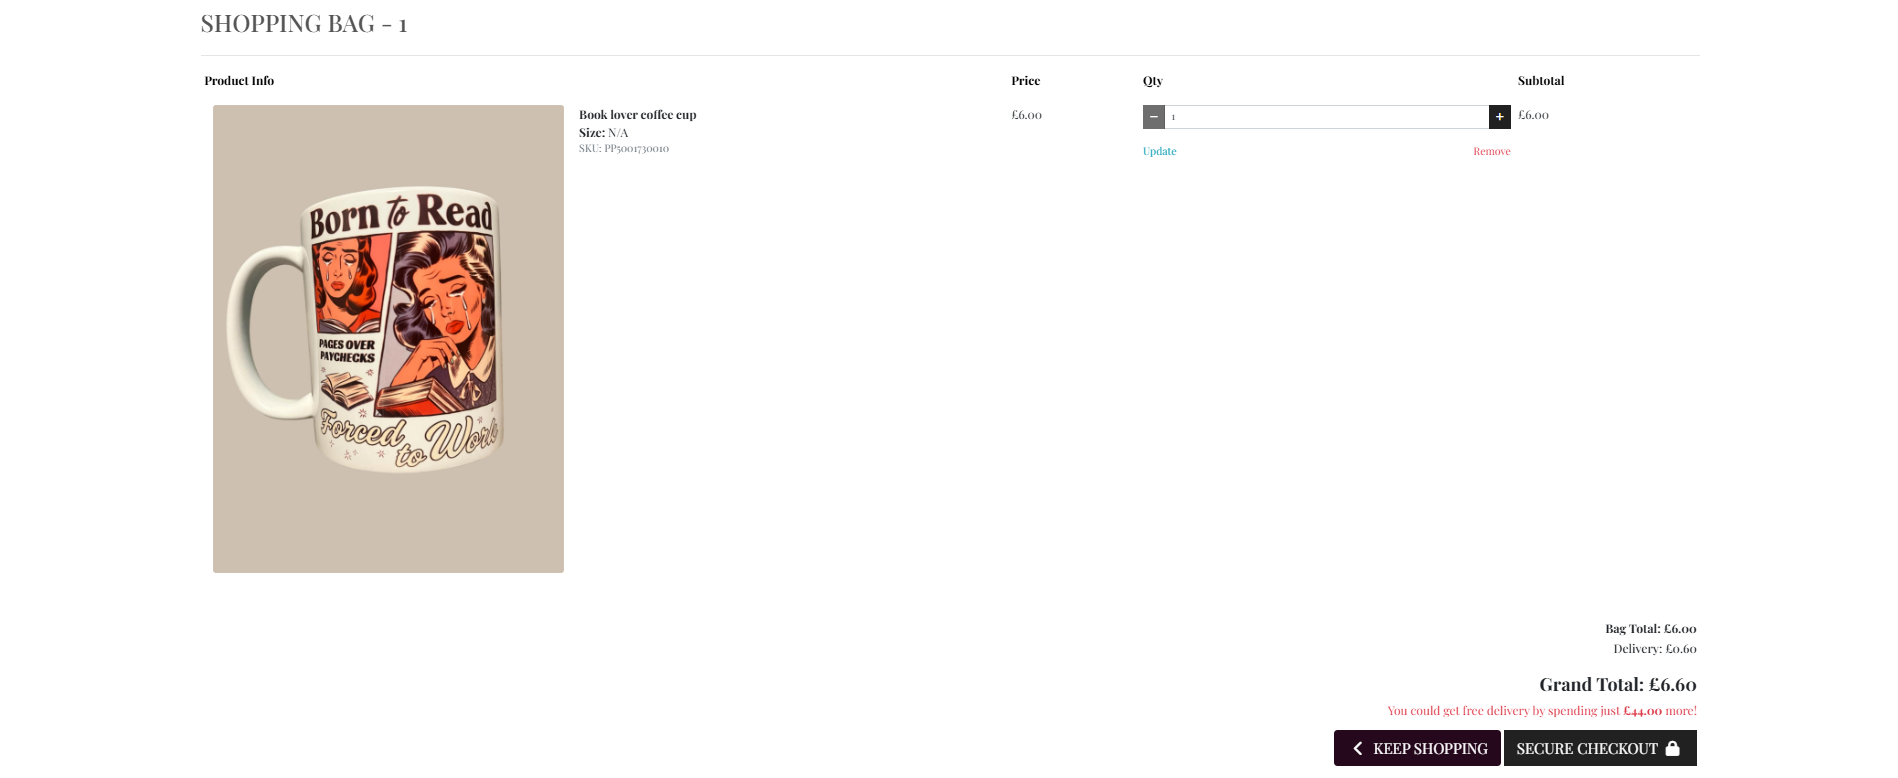 SHOPPING BAG - 1
Product Info Price Qty Subtotal
Book lover coffee cup £6.00 − 1 + £6.00
Size: N/A
SKU: PP5001730010
Update Remove
Born to Read
PAGES OVER
PAYCHECKS
Forced
to Work
Bag Total: £6.00
Delivery: £0.60
Grand Total: £6.60
You could get free delivery by spending just £44.00 more!
KEEP SHOPPING SECURE CHECKOUT